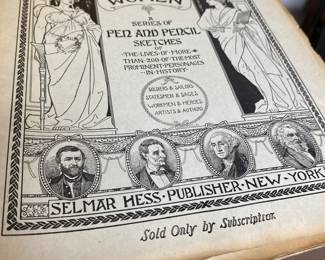 WOMEN
A
SERIES OF
PEN AND PENCIL
SKETCHES
OF
THE LIVES OF MORE
THAN 200 OF THE MOST
PROMINENT PERSONAGES
IN HISTORY
SOLDIERS & SAILORS
STATESMEN & SAGES
WORKMEN & HEROES
ARTISTS & AUTHORS
SELMAR HESS · PUBLISHER · NEW · YORK
Sold Only by Subscription.